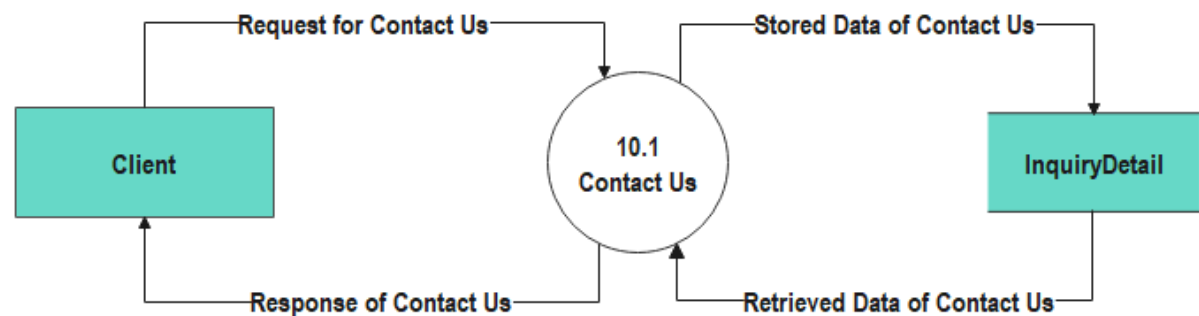 Request for Contact Us
Stored Data of Contact Us
Client
10.1
Contact Us
InquiryDetail
Response of Contact Us
Retrieved Data of Contact Us